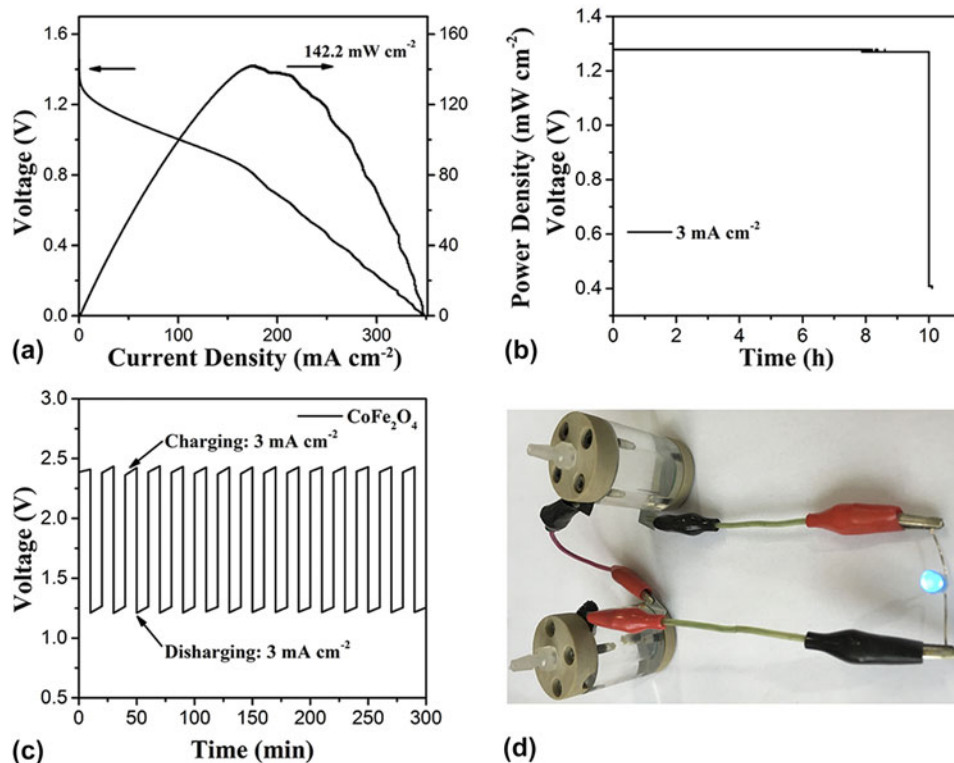 142.2 mW cm⁻²
Voltage (V)
1.6
1.2
0.8
0.4
0.0
160
120
80
40
0
Power Density (mW cm⁻²)
0 100 200 300
Current Density (mA cm⁻²)
(a)
Voltage (V)
1.4
1.2
1.0
0.8
0.6
0.4
3 mA cm⁻²
0 2 4 6 8 10
Time (h)
(b)
Voltage (V)
3.0
2.5
2.0
1.5
1.0
0.5
CoFe₂O₄
Charging: 3 mA cm⁻²
Disharging: 3 mA cm⁻²
0 50 100 150 200 250 300
Time (min)
(c)
(d)